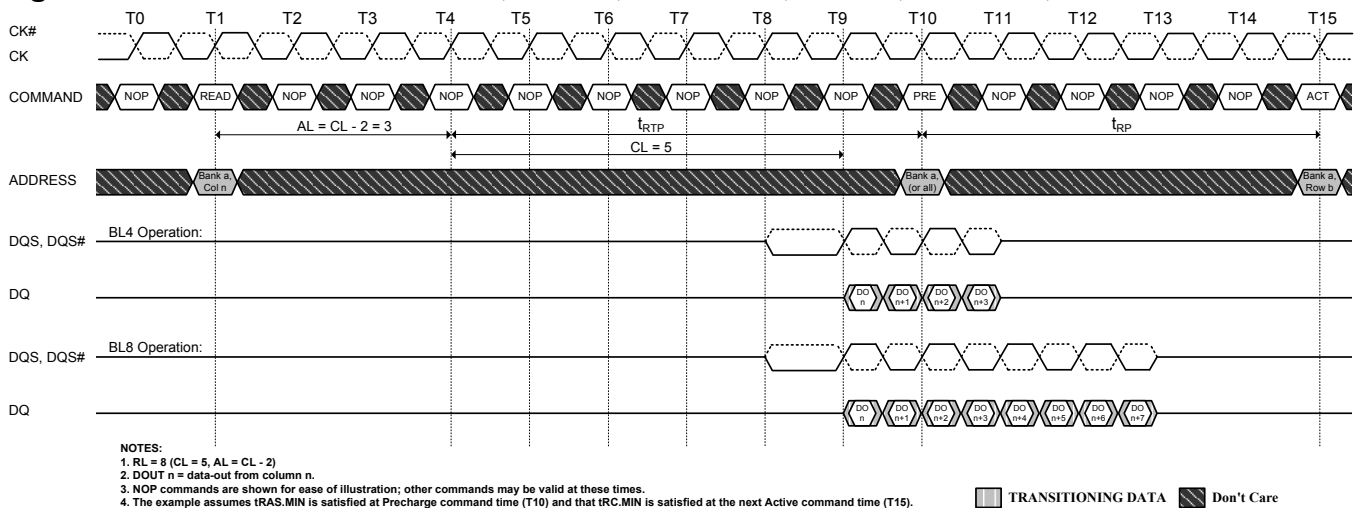 T0 T1 T2 T3 T4 T5 T6 T7 T8 T9 T10 T11 T12 T13 T14 T15
CK#
CK
COMMAND NOP READ NOP NOP NOP NOP NOP NOP NOP NOP PRE NOP NOP NOP NOP ACT
AL = CL - 2 = 3 tRTP tRP
CL = 5
ADDRESS Bank a, Col n Bank a, (or all) Bank a, Row b
BL4 Operation:
DQS, DQS#
DQ DO n DO n+1 DO n+2 DO n+3
BL8 Operation:
DQS, DQS#
DQ DO n DO n+1 DO n+2 DO n+3 DO n+4 DO n+5 DO n+6 DO n+7
NOTES:
1. RL = 8 (CL = 5, AL = CL - 2)
2. DOUT n = data-out from column n.
3. NOP commands are shown for ease of illustration; other commands may be valid at these times.
4. The example assumes tRAS.MIN is satisfied at Precharge command time (T10) and that tRC.MIN is satisfied at the next Active command time (T15).
TRANSITIONING DATA Don't Care